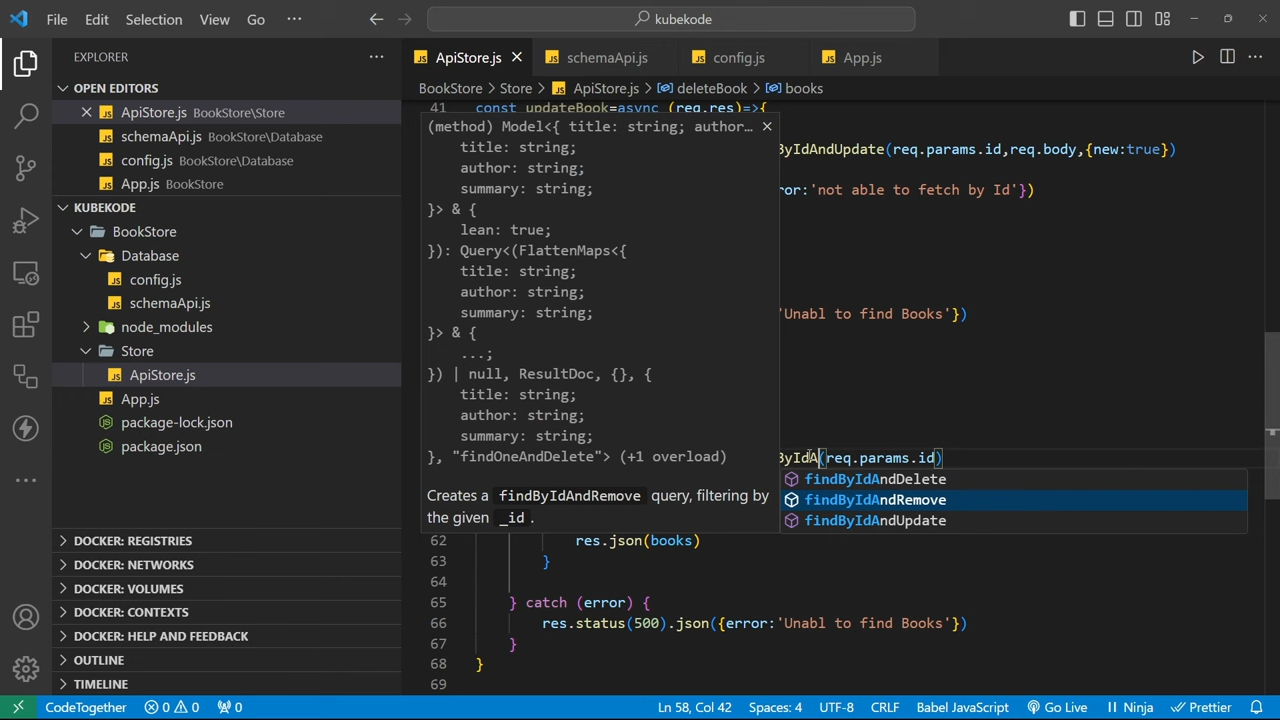 File Edit Selection View Go ··· kubekode
EXPLORER
ApiStore.js schemaApi.js config.js App.js
OPEN EDITORS
BookStore > Store > ApiStore.js > deleteBook > books
ApiStore.js BookStore\Store
schemaApi.js BookStore\Database
config.js BookStore\Database
App.js BookStore
KUBEKODE
BookStore
Database
config.js
schemaApi.js
node_modules
Store
ApiStore.js
App.js
package-lock.json
package.json
DOCKER: REGISTRIES
DOCKER: NETWORKS
DOCKER: VOLUMES
DOCKER: CONTEXTS
DOCKER: HELP AND FEEDBACK
OUTLINE
TIMELINE
41 const updateBook=async (req,res)=>{
(method) Model<{ title: string; author…
title: string;
author: string;
summary: string;
}> & {
lean: true;
}): Query<(FlattenMaps<{
title: string;
author: string;
summary: string;
}> & {
...;
}) | null, ResultDoc, {}, {
title: string;
author: string;
summary: string;
}, "findOneAndDelete"> (+1 overload)
Creates a findByIdAndRemove query, filtering by
the given _id .
ByIdAndUpdate(req.params.id,req.body,{new:true})
ror:'not able to fetch by Id'})
'Unabl to find Books'})
ByIdA(req.params.id)
findByIdAndDelete
findByIdAndRemove
findByIdAndUpdate
62 res.json(books)
63 }
64
65 } catch (error) {
66 res.status(500).json({error:'Unabl to find Books'})
67 }
68 }
69
CodeTogether 0 0 0 Ln 58, Col 42 Spaces: 4 UTF-8 CRLF Babel JavaScript Go Live Ninja Prettier